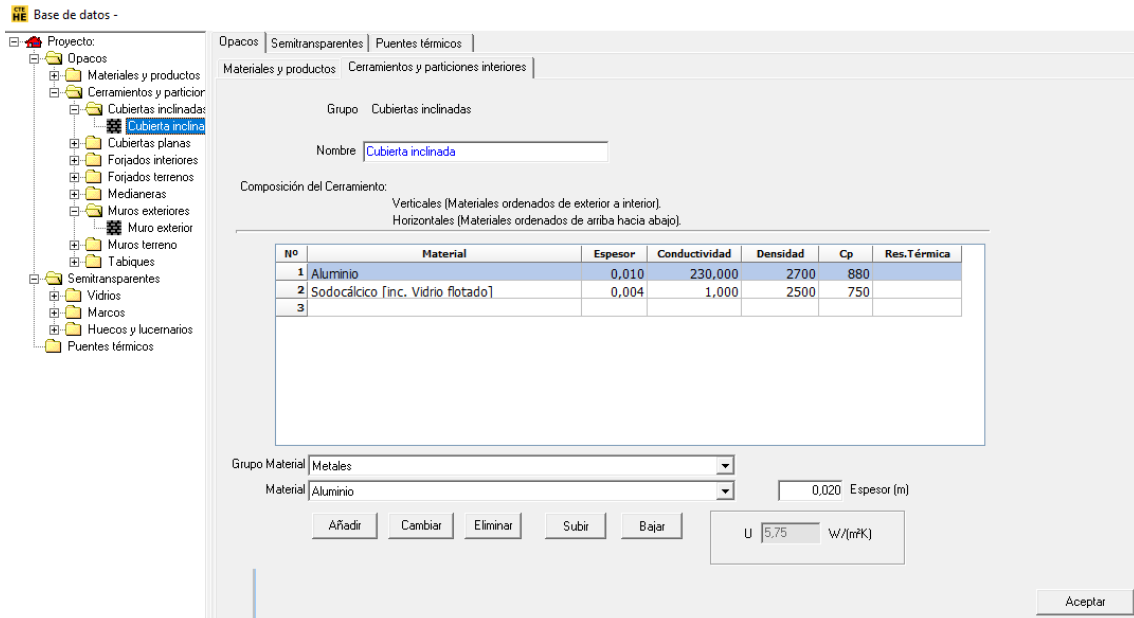 CTE
HE Base de datos -
Proyecto:
Opacos
Materiales y productos
Cerramientos y particior
Cubiertas inclinadas
Cubierta inclina
Cubiertas planas
Forjados interiores
Forjados terrenos
Medianeras
Muros exteriores
Muro exterior
Muros terreno
Tabiques
Semitransparentes
Vidrios
Marcos
Huecos y lucernarios
Puentes térmicos
Opacos Semitransparentes Puentes térmicos
Materiales y productos Cerramientos y particiones interiores
Grupo Cubiertas inclinadas
Nombre Cubierta inclinada
Composición del Cerramiento:
Verticales (Materiales ordenados de exterior a interior).
Horizontales (Materiales ordenados de arriba hacia abajo).
Nº Material Espesor Conductividad Densidad Cp Res.Térmica
1 Aluminio 0,010 230,000 2700 880
2 Sodocálcico [inc. Vidrio flotado] 0,004 1,000 2500 750
3
Grupo Material Metales
Material Aluminio 0,020 Espesor (m)
Añadir Cambiar Eliminar Subir Bajar U 5,75 W/(m²K)
Aceptar